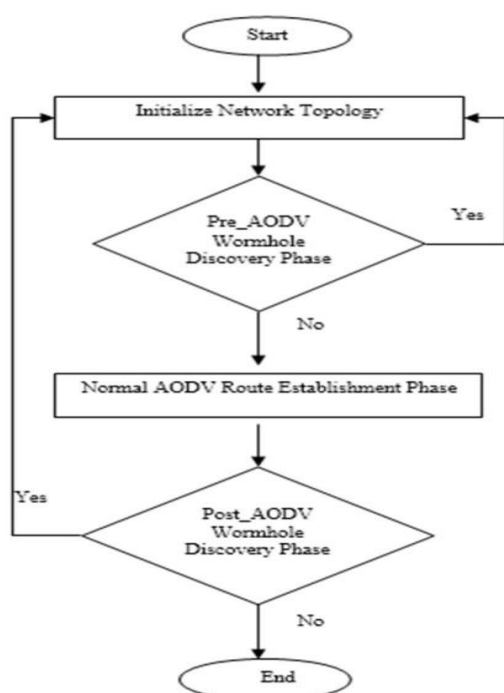 Start
Initialize Network Topology
Pre_AODV
Wormhole
Discovery Phase
Yes
No
Normal AODV Route Establishment Phase
Yes
Post_AODV
Wormhole
Discovery Phase
No
End